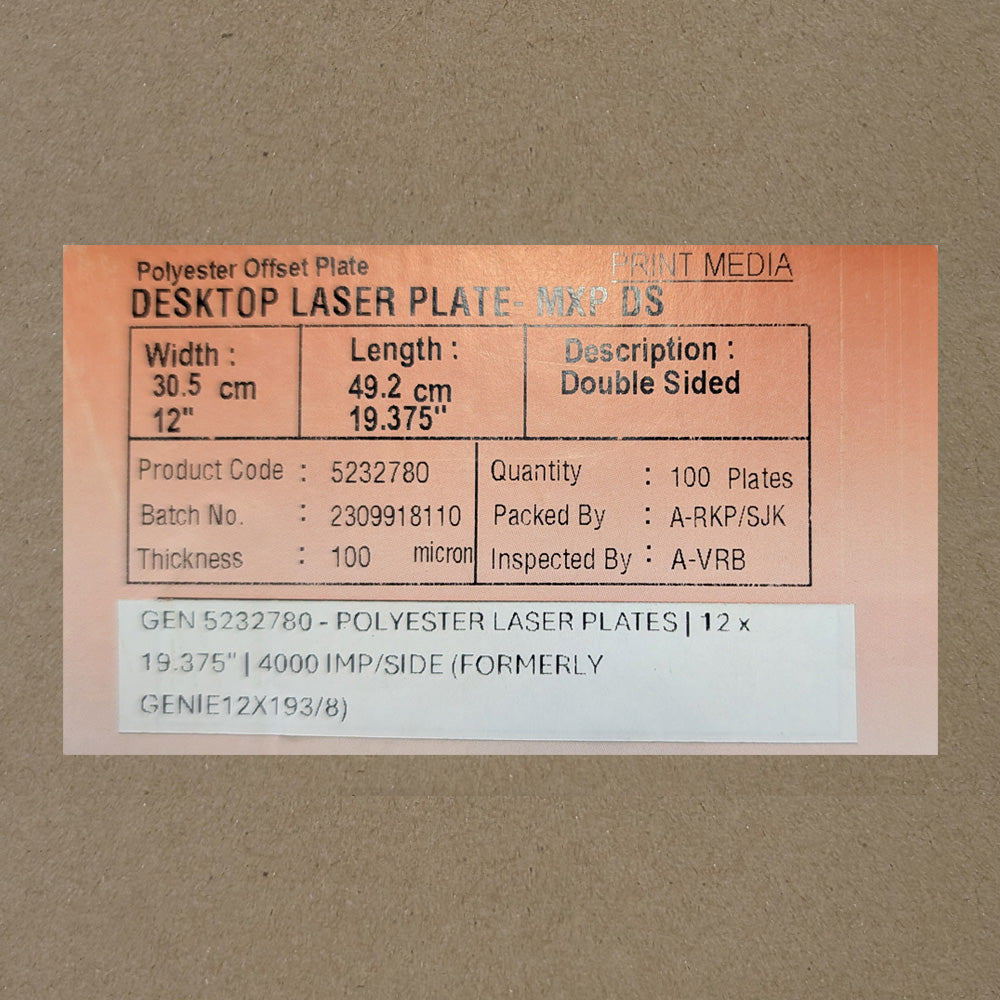 Polyester Offset Plate
PRINT MEDIA
DESKTOP LASER PLATE- MXP DS
Width :
30.5 cm
12"
Length :
49.2 cm
19.375"
Description :
Double Sided
Product Code : 5232780
Batch No. : 2309918110
Thickness : 100 micron
Quantity : 100 Plates
Packed By : A-RKP/SJK
Inspected By : A-VRB
GEN 5232780 - POLYESTER LASER PLATES | 12 x
19.375" | 4000 IMP/SIDE (FORMERLY
GENIE12X193/8)